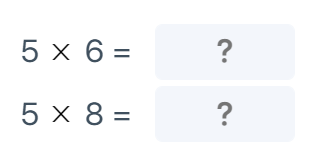 5 × 6 = ?
5 × 8 = ?